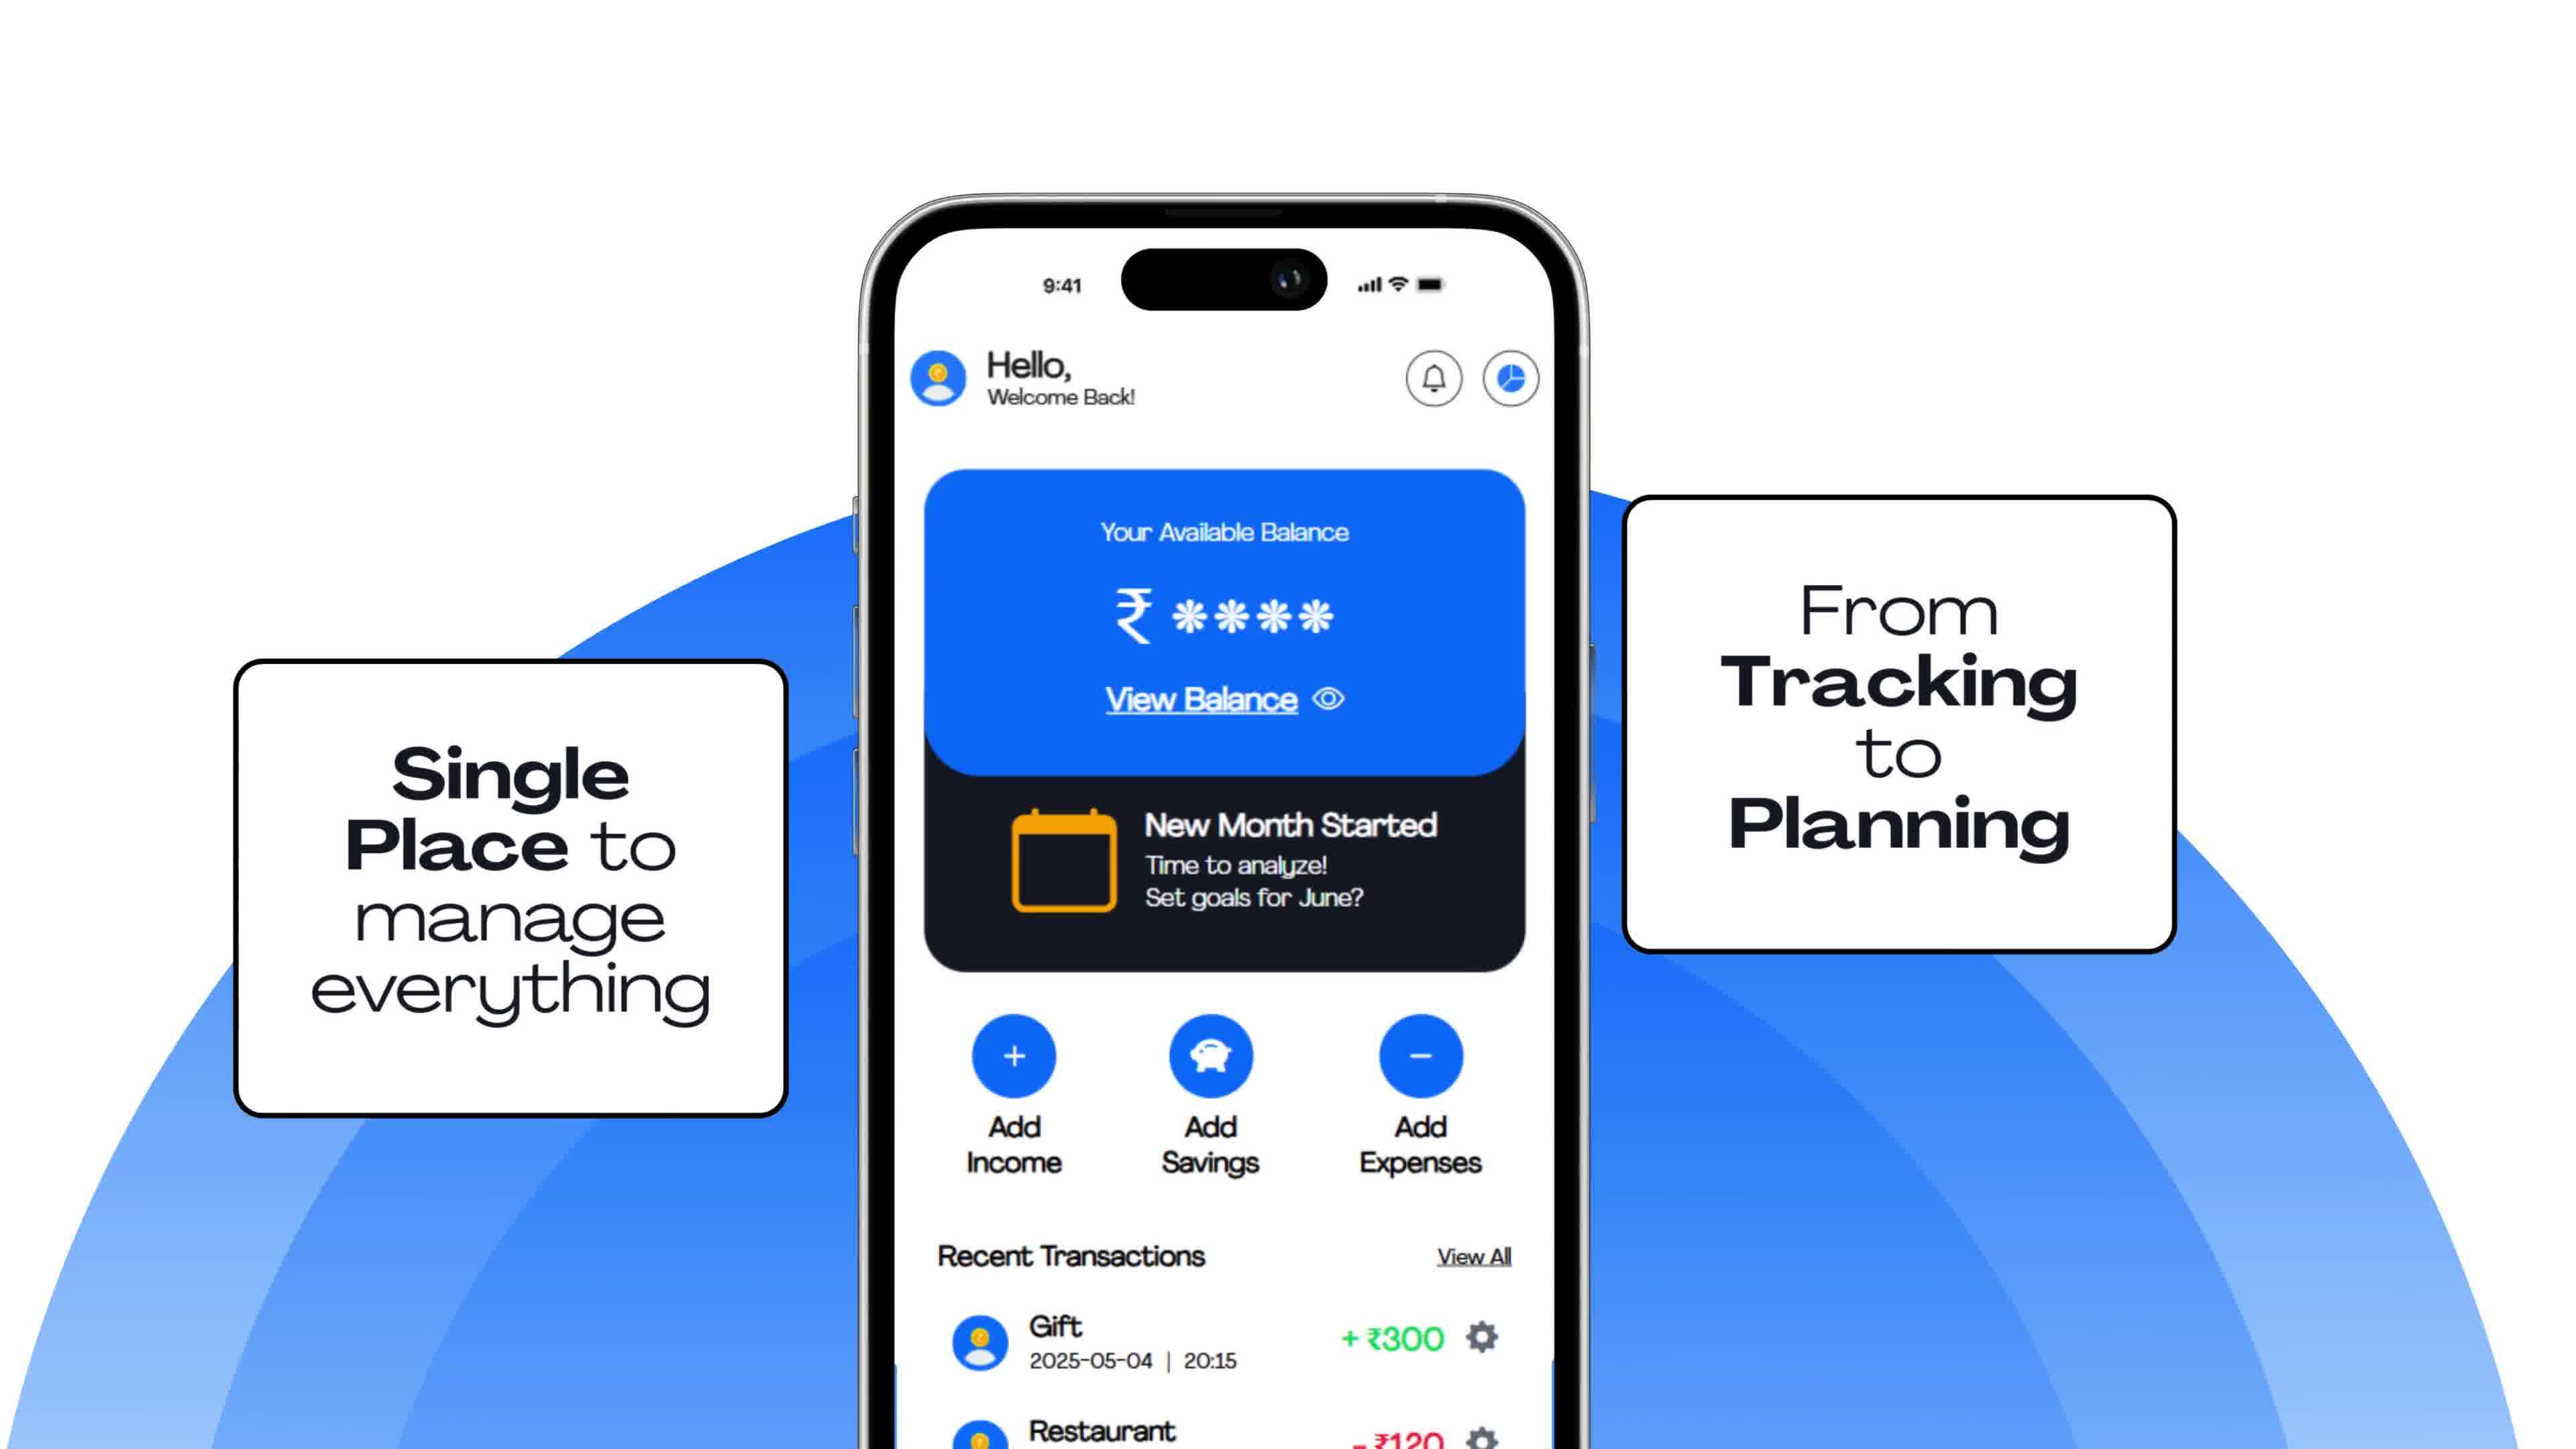 9:41
Hello,
Welcome Back!
Your Available Balance
₹ ****
View Balance
New Month Started
Time to analyze!
Set goals for June?
Single
Place to
manage
everything
From
Tracking
to
Planning
Add
Income
Add
Savings
Add
Expenses
Recent Transactions
View All
Gift
+ ₹300
2025-05-04 | 20:15
Restaurant
- ₹120